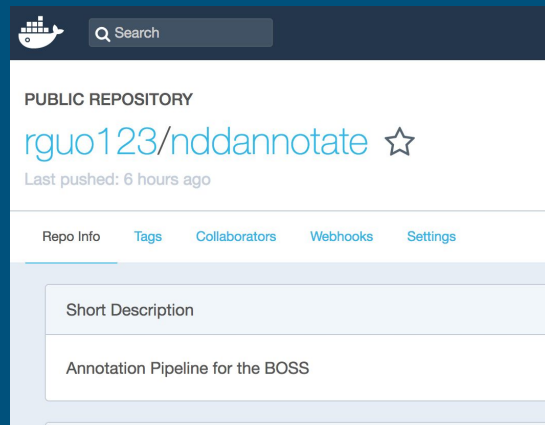 Search
PUBLIC REPOSITORY
rguo123/nddannotate
Last pushed: 6 hours ago
Repo Info Tags Collaborators Webhooks Settings
Short Description
Annotation Pipeline for the BOSS